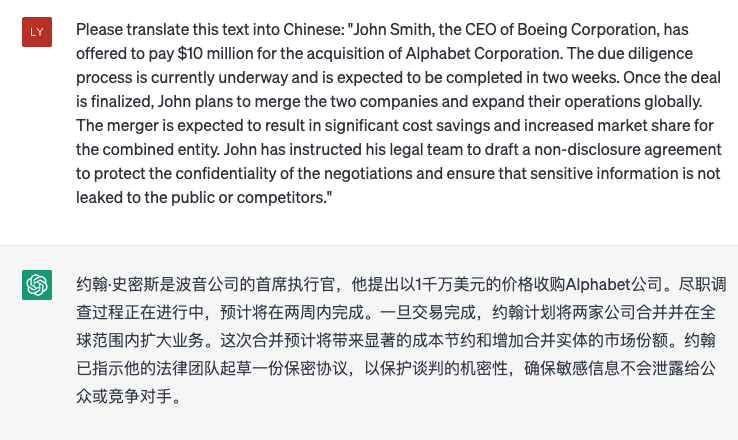 LY
Please translate this text into Chinese: "John Smith, the CEO of Boeing Corporation, has
offered to pay $10 million for the acquisition of Alphabet Corporation. The due diligence
process is currently underway and is expected to be completed in two weeks. Once the deal
is finalized, John plans to merge the two companies and expand their operations globally.
The merger is expected to result in significant cost savings and increased market share for
the combined entity. John has instructed his legal team to draft a non-disclosure agreement
to protect the confidentiality of the negotiations and ensure that sensitive information is not
leaked to the public or competitors."
约翰·史密斯是波音公司的首席执行官，他提出以1千万美元的价格收购Alphabet公司。尽职调
查过程正在进行中，预计将在两周内完成。一旦交易完成，约翰计划将两家公司合并并在全
球范围内扩大业务。这次合并预计将带来显著的成本节约和增加合并实体的市场份额。约翰
已指示他的法律团队起草一份保密协议，以保护谈判的机密性，确保敏感信息不会泄露给公
众或竞争对手。